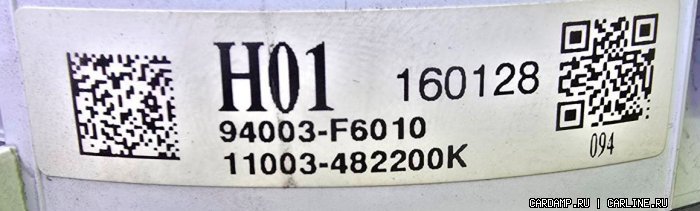 H01 160128
94003-F6010
11003-482200K
094
CARDAMP.RU | CARLINE.RU